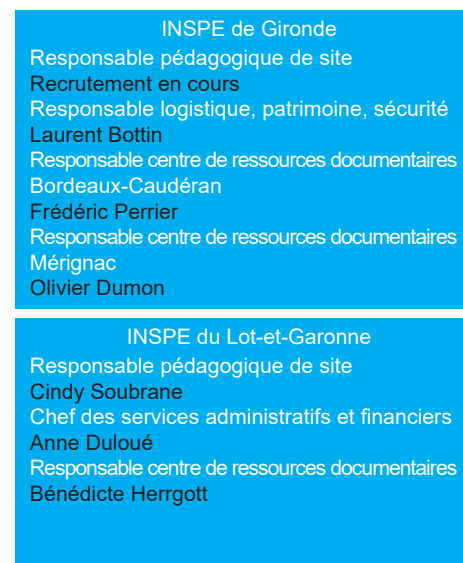 INSPE de Gironde
Responsable pédagogique de site
Recrutement en cours
Responsable logistique, patrimoine, sécurité
Laurent Bottin
Responsable centre de ressources documentaires
Bordeaux-Caudéran
Frédéric Perrier
Responsable centre de ressources documentaires
Mérignac
Olivier Dumon
INSPE du Lot-et-Garonne
Responsable pédagogique de site
Cindy Soubrane
Chef des services administratifs et financiers
Anne Duloué
Responsable centre de ressources documentaires
Bénédicte Herrgott